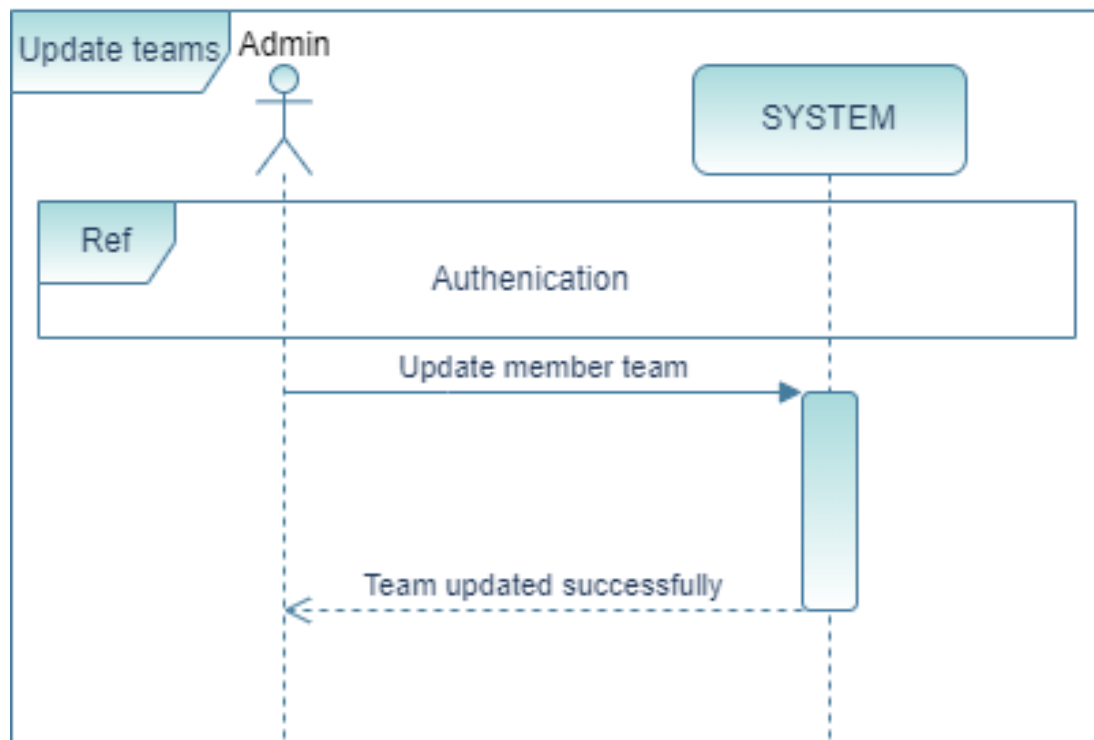 Update teams
Admin
SYSTEM
Ref
Authenication
Update member team
Team updated successfully